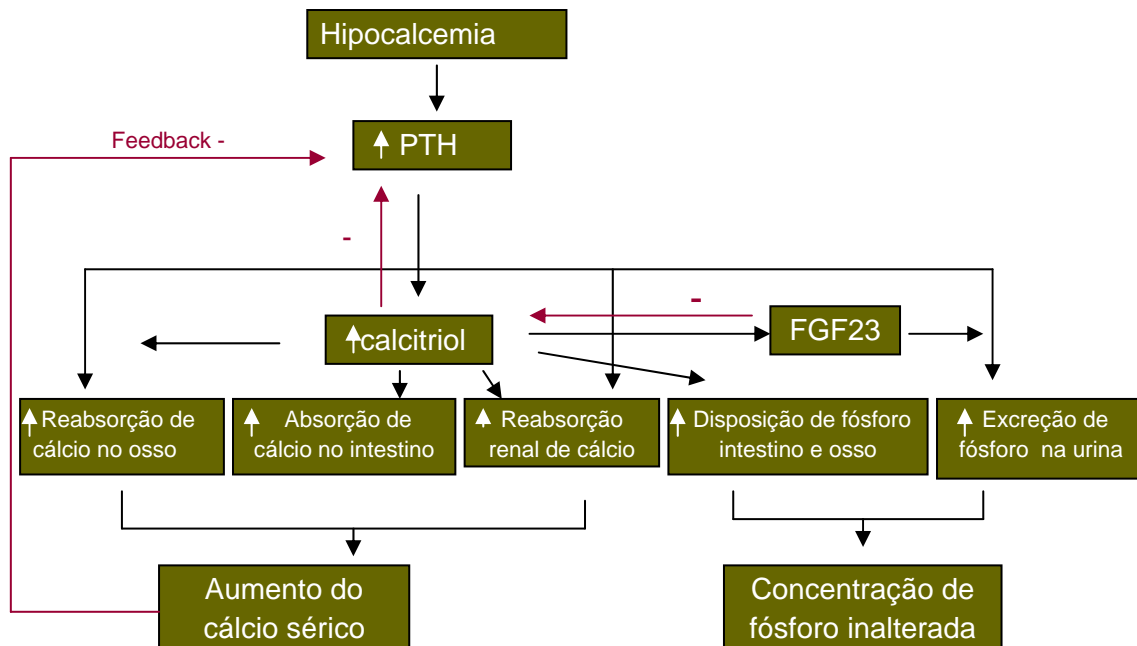 Hipocalcemia
Feedback -
PTH
-
-
calcitriol
FGF23
Reabsorção de
cálcio no osso
Absorção de
cálcio no intestino
Reabsorção
renal de cálcio
Disposição de fósforo
intestino e osso
Excreção de
fósforo na urina
Aumento do
cálcio sérico
Concentração de
fósforo inalterada